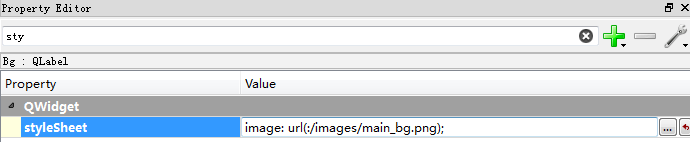 Property Editor
sty
Bg : QLabel
Property Value
QWidget
styleSheet image: url(:/images/main_bg.png); ...